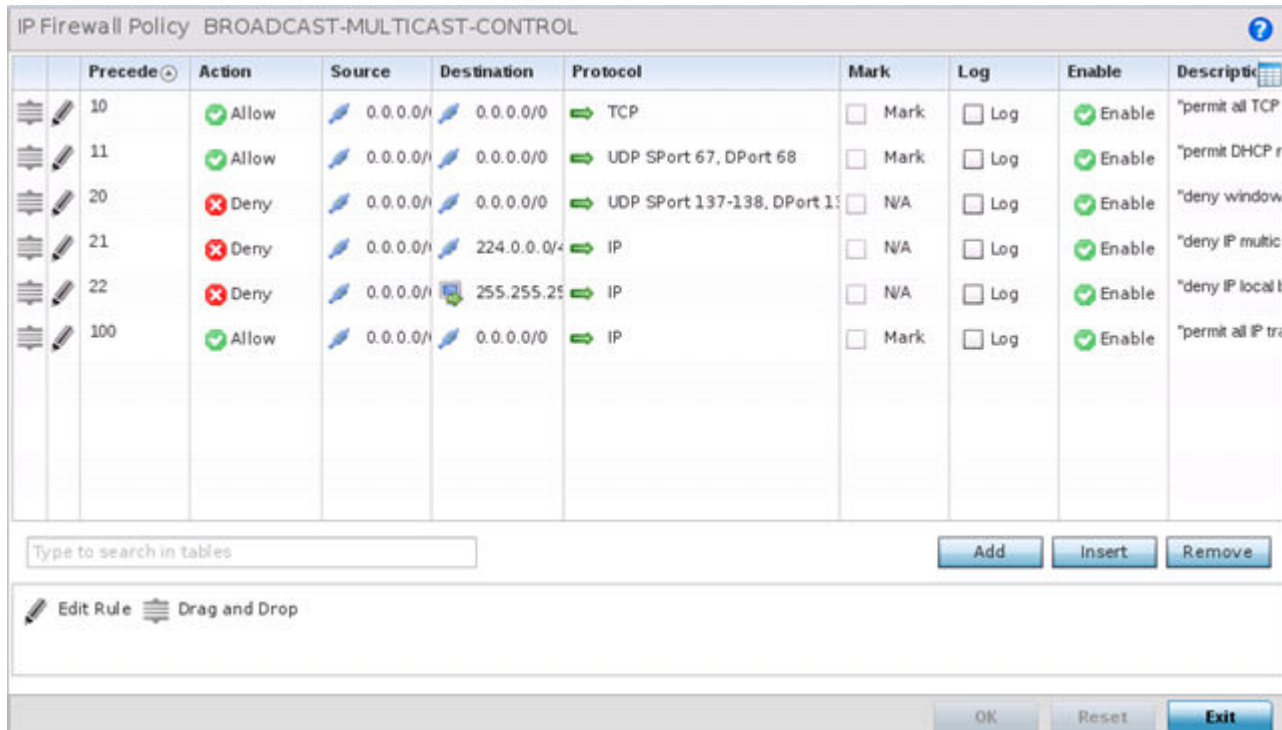 IP Firewall Policy BROADCAST-MULTICAST-CONTROL
Precede Action Source Destination Protocol Mark Log Enable Descriptic
10 Allow 0.0.0.0/ 0.0.0.0/0 TCP Mark Log Enable "permit all TCP
11 Allow 0.0.0.0/ 0.0.0.0/0 UDP SPort 67, DPort 68 Mark Log Enable "permit DHCP r
20 Deny 0.0.0.0/ 0.0.0.0/0 UDP SPort 137-138, DPort 13 N/A Log Enable "deny window
21 Deny 0.0.0.0/ 224.0.0.0/4 IP N/A Log Enable "deny IP multic
22 Deny 0.0.0.0/ 255.255.25 IP N/A Log Enable "deny IP local b
100 Allow 0.0.0.0/ 0.0.0.0/0 IP Mark Log Enable "permit all IP tra
Type to search in tables Add Insert Remove
Edit Rule Drag and Drop
OK Reset Exit